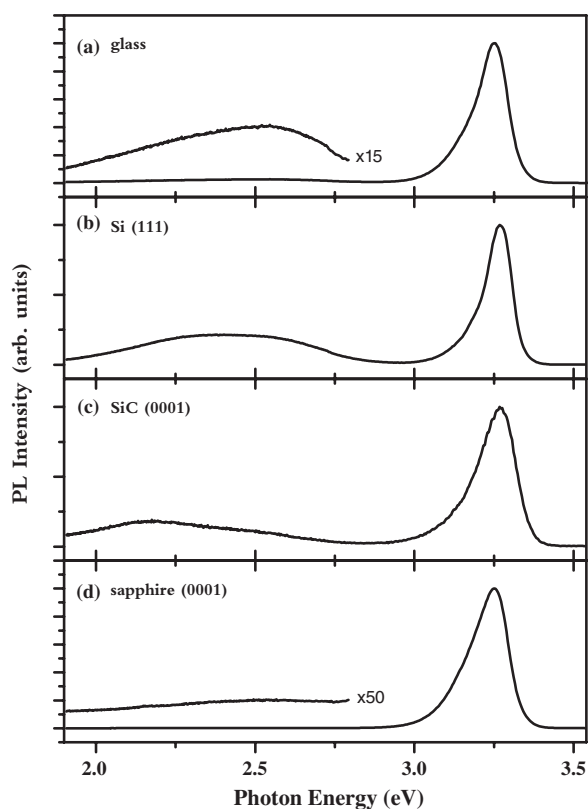 (a) glass
x15
(b) Si (111)
(c) SiC (0001)
(d) sapphire (0001)
x50
PL Intensity (arb. units)
2.0 2.5 3.0 3.5
Photon Energy (eV)